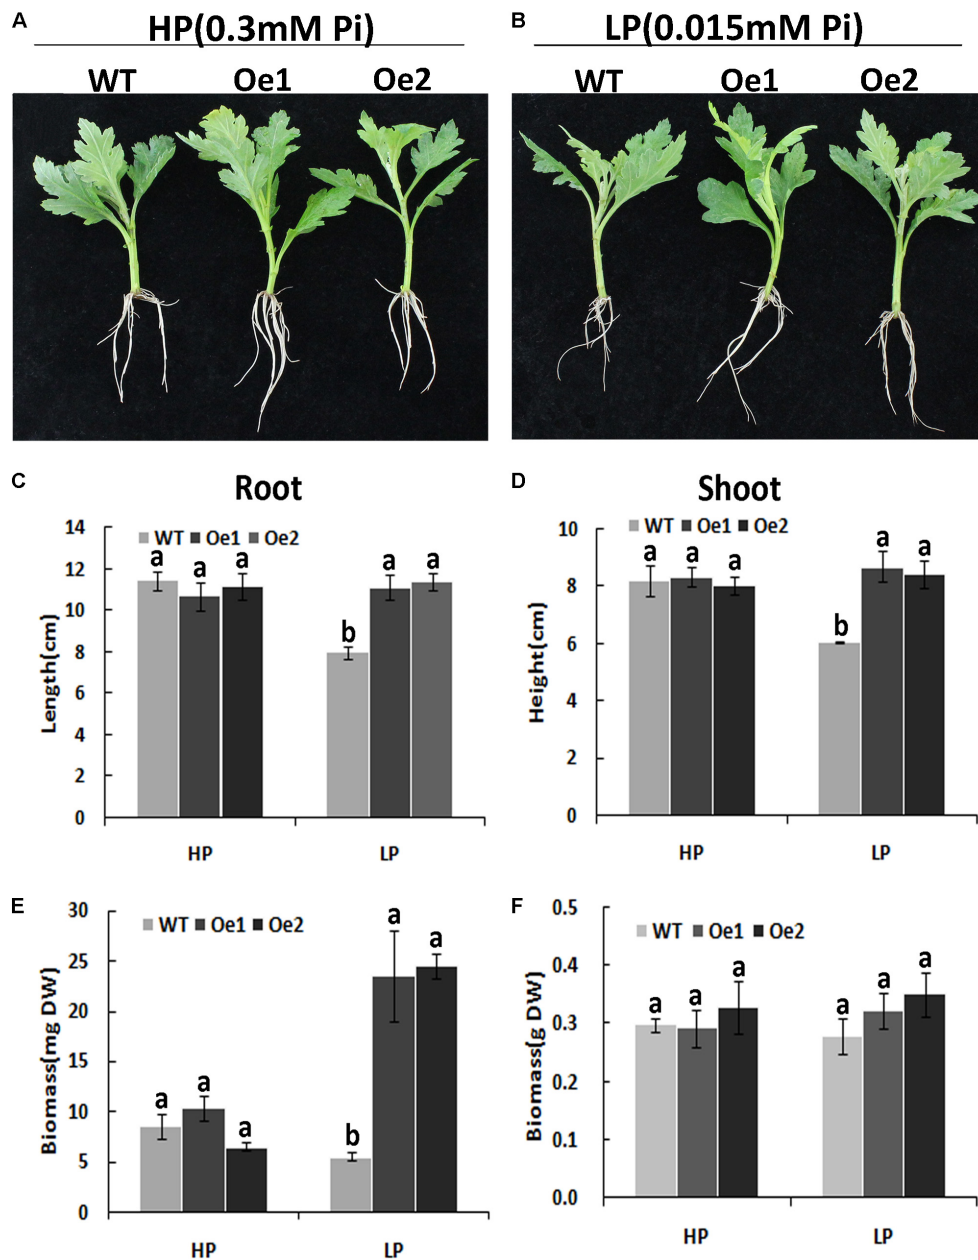 A HP(0.3mM Pi)
B LP(0.015mM Pi)
WT Oe1 Oe2
WT Oe1 Oe2
C Root
14
12
10
8
6
4
2
0
Length(cm)
WT Oe1 Oe2
a a a
b a a
HP LP
D Shoot
10
8
6
4
2
0
Height(cm)
WT Oe1 Oe2
a a a
b a a
HP LP
E
30
25
20
15
10
5
0
Biomass(mg DW)
WT Oe1 Oe2
a a a
b a a
HP LP
F
0.5
0.4
0.3
0.2
0.1
0.0
Biomass(g DW)
WT Oe1 Oe2
a a a
a a a
HP LP